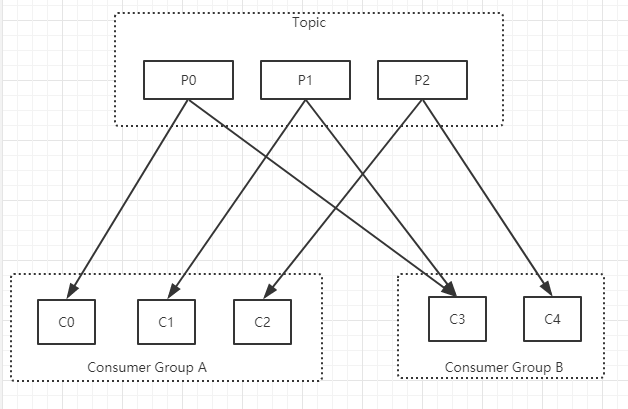 Topic
P0
P1
P2
C0
C1
C2
Consumer Group A
C3
C4
Consumer Group B